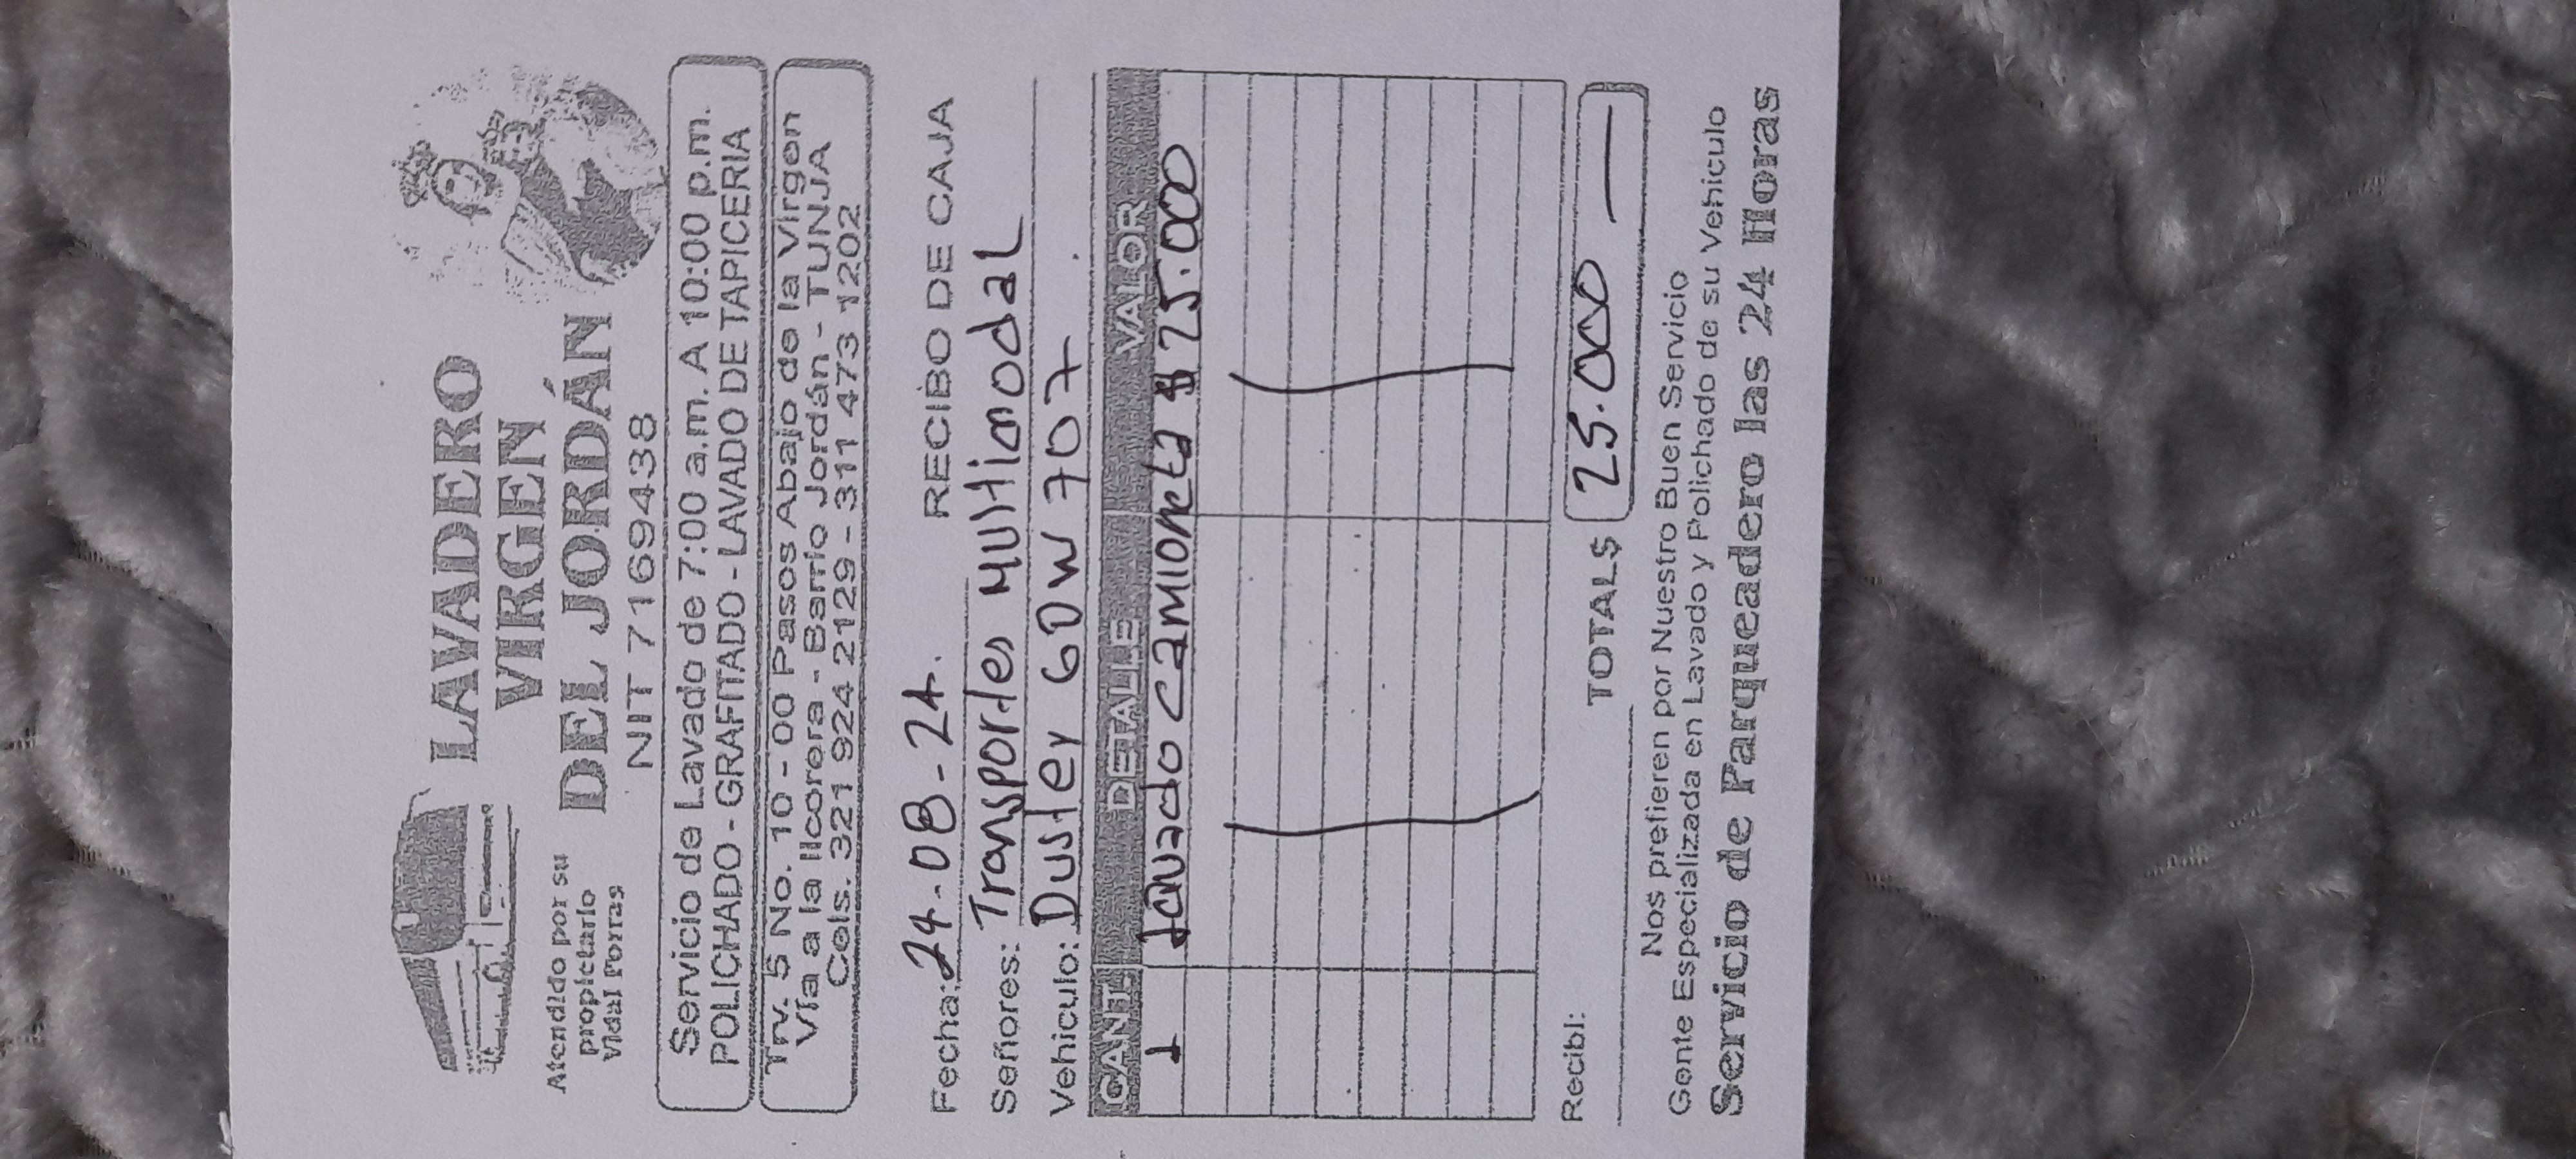 LAVADERO
VIRGEN
DEL JORDÁN
NIT 7169438
Atendido por su
propietario
Vidal Porras
Servicio de Lavado de 7:00 a.m. A 10:00 p.m.
POLICHADO - GRAFITADO - LAVADO DE TAPICERIA
Trv. 5 No. 10 - 00 Pasos Abajo de la Virgen
Vía a la licorera - Barrio Jordán - TUNJA
Cels. 321 924 2129 - 311 473 1202
Fecha: 24-08-24. RECIBO DE CAJA
Señores: Transportes Multimodal
Vehiculo: Duster GDW 707
CANT. DETALLE VALOR
1 Lavado camioneta $ 25.000
Recibí: TOTAL $ 25.000
Nos prefieren por Nuestro Buen Servicio
Gente Especializada en Lavado y Polichado de su Vehiculo
Servicio de Parqueadero las 24 Horas